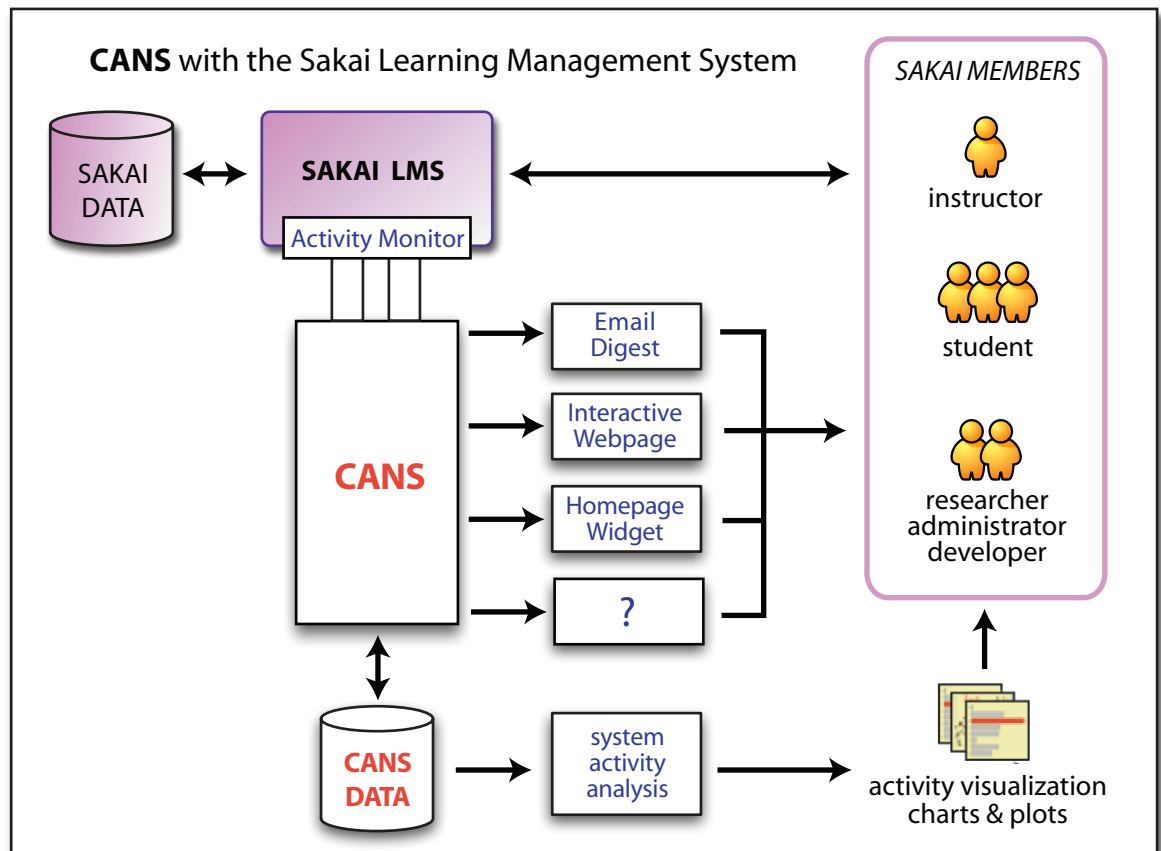 CANS with the Sakai Learning Management System
SAKAI MEMBERS
SAKAI
DATA
SAKAI LMS
Activity Monitor
instructor
student
researcher
administrator
developer
CANS
Email
Digest
Interactive
Webpage
Homepage
Widget
?
CANS
DATA
system
activity
analysis
activity visualization
charts & plots